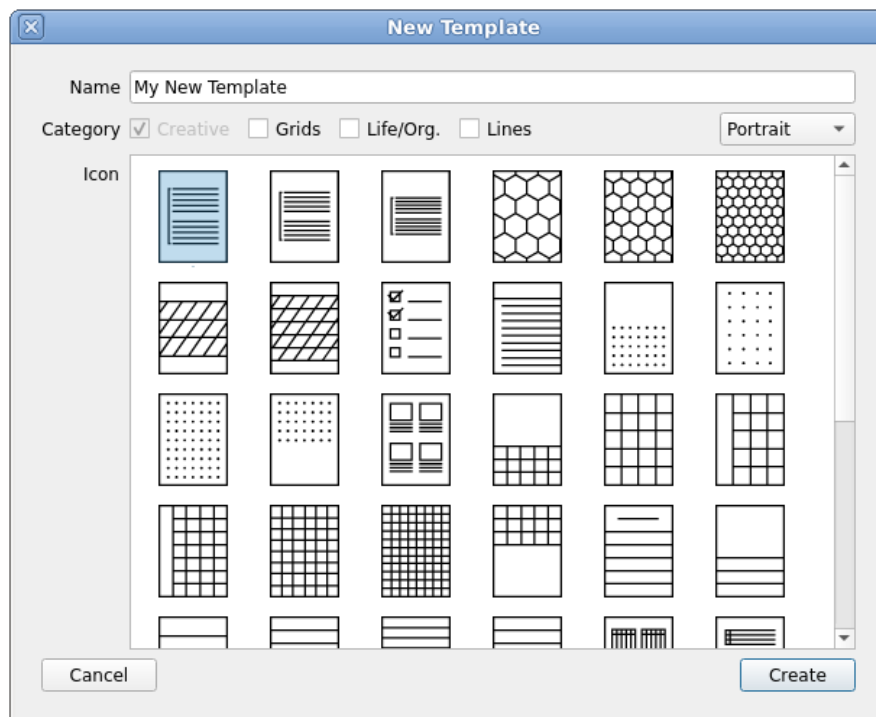 New Template
Name My New Template
Category Creative Grids Life/Org. Lines Portrait
Icon
Cancel Create